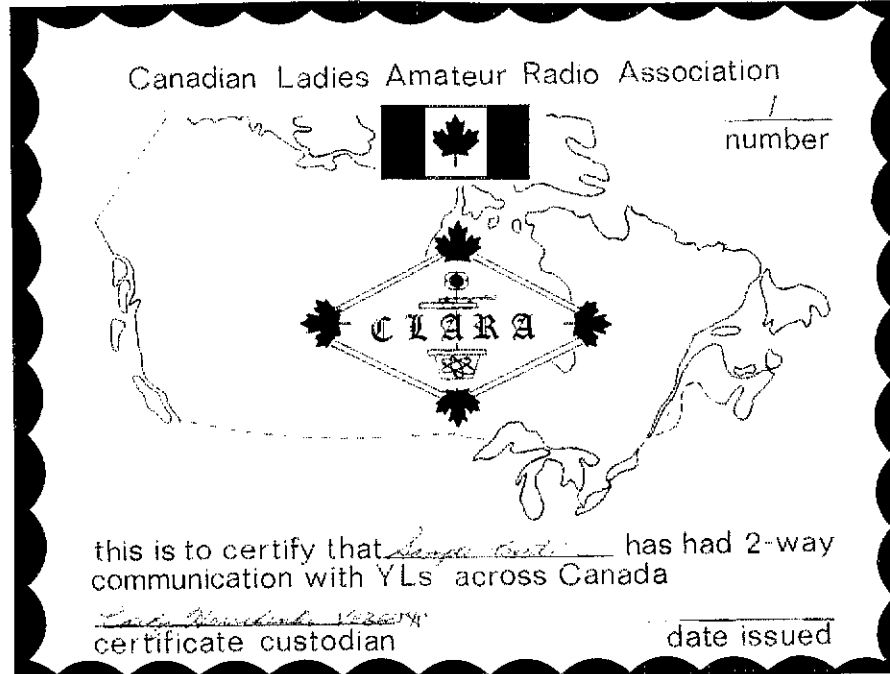 Canadian Ladies Amateur Radio Association
1
number
CLARA
this is to certify that has had 2-way
communication with YLs across Canada
certificate custodian
date issued